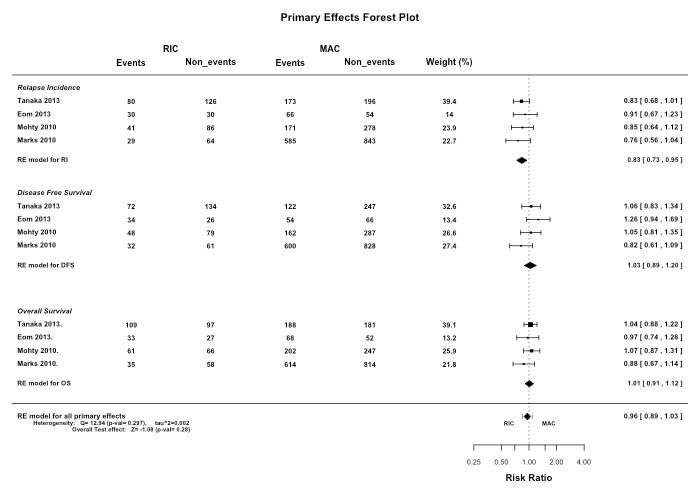 Primary Effects Forest Plot
RIC MAC
Events Non_events Events Non_events Weight (%)
Relapse Incidence
Tanaka 2013 80 126 173 196 39.4 0.83 [ 0.68 , 1.01 ]
Eom 2013 30 30 66 54 14 0.91 [ 0.67 , 1.23 ]
Mohty 2010 41 86 171 278 23.9 0.85 [ 0.64 , 1.12 ]
Marks 2010 29 64 585 843 22.7 0.76 [ 0.56 , 1.04 ]
RE model for RI 0.83 [ 0.73 , 0.95 ]
Disease Free Survival
Tanaka 2013 72 134 122 247 32.6 1.06 [ 0.83 , 1.34 ]
Eom 2013 34 26 54 66 13.4 1.26 [ 0.94 , 1.69 ]
Mohty 2010 48 79 162 287 26.6 1.05 [ 0.81 , 1.35 ]
Marks 2010 32 61 600 828 27.4 0.82 [ 0.61 , 1.09 ]
RE model for DFS 1.03 [ 0.89 , 1.20 ]
Overall Survival
Tanaka 2013. 109 97 188 181 39.1 1.04 [ 0.88 , 1.22 ]
Eom 2013. 33 27 68 52 13.2 0.97 [ 0.74 , 1.28 ]
Mohty 2010. 61 66 202 247 25.9 1.07 [ 0.87 , 1.31 ]
Marks 2010. 35 58 614 814 21.8 0.88 [ 0.67 , 1.14 ]
RE model for OS 1.01 [ 0.91 , 1.12 ]
RE model for all primary effects 0.96 [ 0.89 , 1.03 ]
Heterogeneity: Q= 12.94 (p-val= 0.297), tau^2=0.002 RIC MAC
Overall Test effect: Z= -1.08 (p-val= 0.28)
0.25 0.50 1.00 2.00 4.00
Risk Ratio